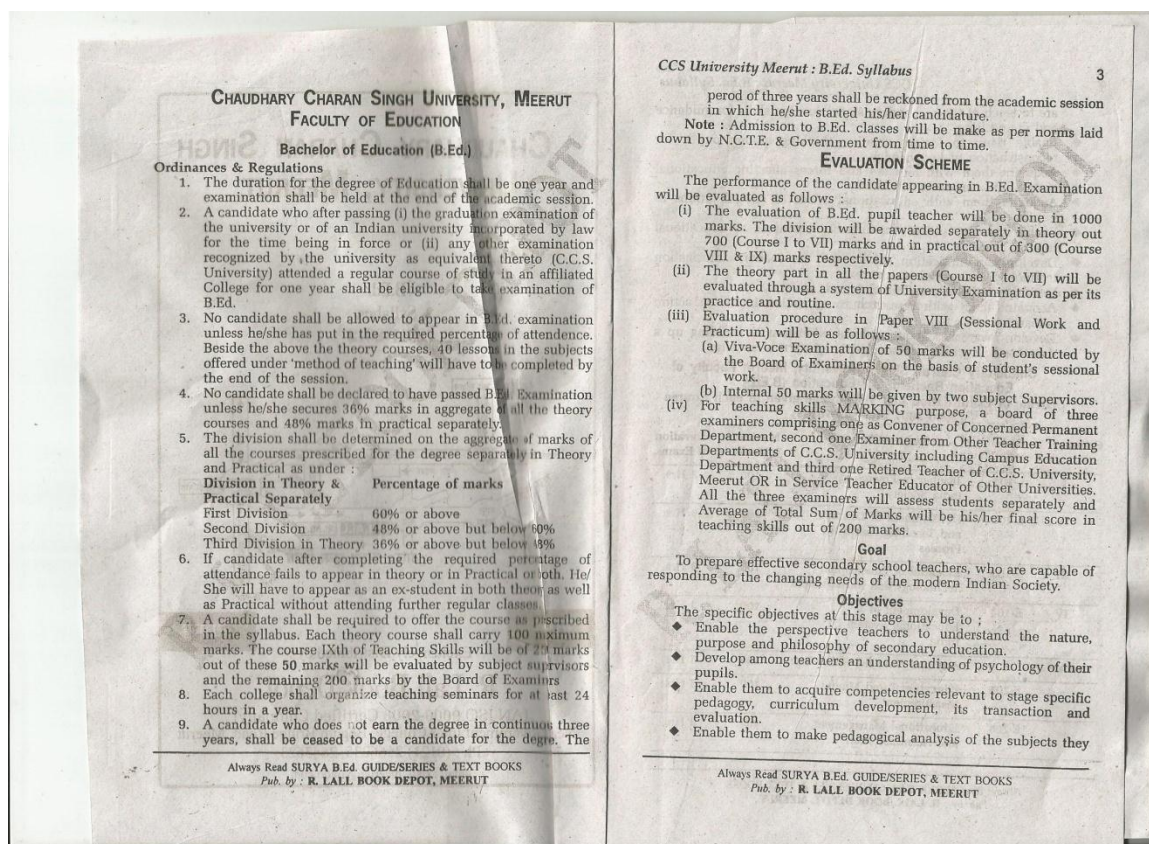 CHAUDHARY CHARAN SINGH UNIVERSITY, MEERUT
FACULTY OF EDUCATION
Bachelor of Education (B.Ed.)
Ordinances & Regulations
1. The duration for the degree of Education shall be one year and
examination shall be held at the end of the academic session.
2. A candidate who after passing (i) the graduation examination of
the university or of an Indian university incorporated by law
for the time being in force or (ii) any other examination
recognized by the university as equivalent thereto (C.C.S.
University) attended a regular course of study in an affiliated
College for one year shall be eligible to take examination of
B.Ed.
3. No candidate shall be allowed to appear in B.Ed. examination
unless he/she has put in the required percentage of attendence.
Beside the above the theory courses, 40 lessons in the subjects
offered under 'method of teaching' will have to be completed by
the end of the session.
4. No candidate shall be declared to have passed B.Ed. Examination
unless he/she secures 36% marks in aggregate of all the theory
courses and 48% marks in practical separately.
5. The division shall be determined on the aggregate of marks of
all the courses prescribed for the degree separately in Theory
and Practical as under :
Division in Theory & Percentage of marks
Practical Separately
First Division 60% or above
Second Division 48% or above but below 60%
Third Division in Theory 36% or above but below 48%
6. If candidate after completing the required percentage of
attendance fails to appear in theory or in Practical or both. He/
She will have to appear as an ex-student in both theory as well
as Practical without attending further regular classes.
7. A candidate shall be required to offer the course as prescribed
in the syllabus. Each theory course shall carry 100 maximum
marks. The course IXth of Teaching Skills will be of marks
out of these 50 marks will be evaluated by subject supervisors
and the remaining 200 marks by the Board of Examiners
8. Each college shall organize teaching seminars for at least 24
hours in a year.
9. A candidate who does not earn the degree in continuos three
years, shall be ceased to be a candidate for the degre. The
Always Read SURYA B.Ed. GUIDE/SERIES & TEXT BOOKS
Pub. by : R. LALL BOOK DEPOT, MEERUT
CCS University Meerut : B.Ed. Syllabus 3
perod of three years shall be reckoned from the academic session
in which he/she started his/her candidature.
Note : Admission to B.Ed. classes will be make as per norms laid
down by N.C.T.E. & Government from time to time.
EVALUATION SCHEME
The performance of the candidate appearing in B.Ed. Examination
will be evaluated as follows :
(i) The evaluation of B.Ed. pupil teacher will be done in 1000
marks. The division will be awarded separately in theory out
700 (Course I to VII) marks and in practical out of 300 (Course
VIII & IX) marks respectively.
(ii) The theory part in all the papers (Course I to VII) will be
evaluated through a system of University Examination as per its
practice and routine.
(iii) Evaluation procedure in Paper VIII (Sessional Work and
Practicum) will be as follows :
(a) Viva-Voce Examination of 50 marks will be conducted by
the Board of Examiners on the basis of student's sessional
work.
(b) Internal 50 marks will be given by two subject Supervisors.
(iv) For teaching skills MARKING purpose, a board of three
examiners comprising one as Convener of Concerned Permanent
Department, second one Examiner from Other Teacher Training
Departments of C.C.S. University including Campus Education
Department and third one Retired Teacher of C.C.S. University,
Meerut OR in Service Teacher Educator of Other Universities.
All the three examiners will assess students separately and
Average of Total Sum of Marks will be his/her final score in
teaching skills out of 200 marks.
Goal
To prepare effective secondary school teachers, who are capable of
responding to the changing needs of the modern Indian Society.
Objectives
The specific objectives at this stage may be to ;
◆ Enable the perspective teachers to understand the nature,
purpose and philosophy of secondary education.
◆ Develop among teachers an understanding of psychology of their
pupils.
◆ Enable them to acquire competencies relevant to stage specific
pedagogy, curriculum development, its transaction and
evaluation.
◆ Enable them to make pedagogical analysis of the subjects they
Always Read SURYA B.Ed. GUIDE/SERIES & TEXT BOOKS
Pub. by : R. LALL BOOK DEPOT, MEERUT